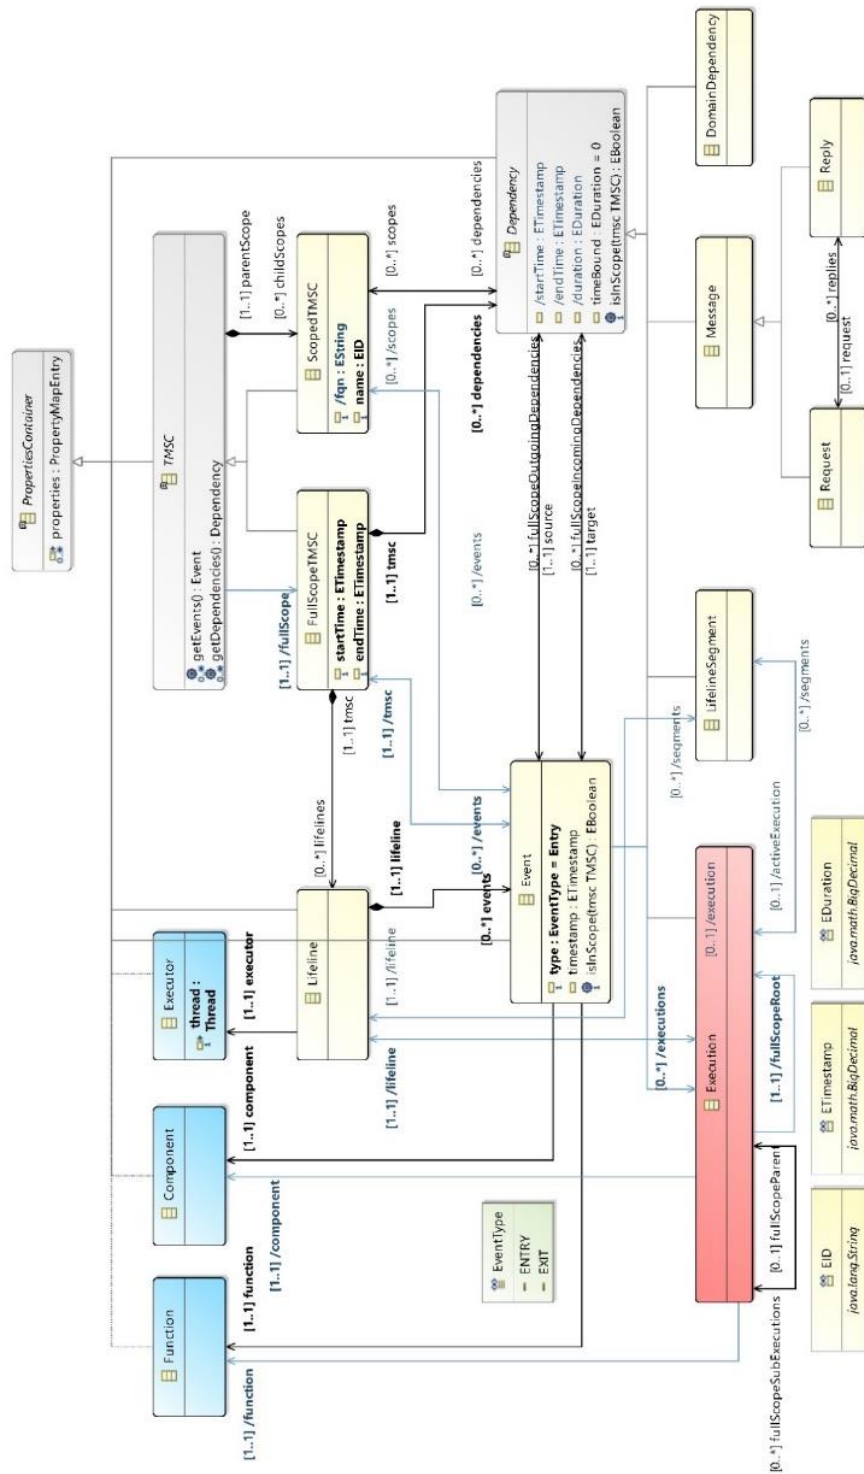 PropertiesContainer
properties : PropertyMapEntry
TMSC
getEvents() : Event
getDependencies() : Dependency
[1..1] /fullScope
[1..1] parentScope
[0..*] childScopes
Function
Component
Executor
thread :
Thread
[1..1] /function
[1..1] function
[1..1] /component
[1..1] component
[1..1] executor
Lifeline
[0..*] lifelines
[1..1] tmsc
FullScopeTMSC
startTime : ETimestamp
endTime : ETimestamp
ScopedTMSC
/fqn : EString
name : EID
[1..1] /lifeline
[0..1] /lifeline
[1..1] lifeline
[1..1] /tmsc
[1..1] tmsc
[0..*] /scopes
[0..*] scopes
[0..*] /events
[0..*] events
[0..*] /events
[0..*] dependencies
[0..*] dependencies
EventType
ENTRY
EXIT
Event
type : EventType = Entry
timestamp : ETimestamp
isInScope(tmsc TMSC) : EBoolean
[0..*] fullScopeOutgoingDependencies
[1..1] source
[0..*] fullScopeIncomingDependencies
[1..1] target
Dependency
/startTime : ETimestamp
/endTime : ETimestamp
/duration : EDuration
timeBound : EDuration = 0
isInScope(tmsc TMSC) : EBoolean
[0..*] /executions
[0..*] /segments
Execution
[0..1] /execution
LifelineSegment
Message
DomainDependency
[1..1] /fullScopeRoot
[0..1] fullScopeParent
[0..*] fullScopeSubExecutions
[0..1] /activeExecution
[0..*] /segments
EID
java.lang.String
ETimestamp
java.math.BigDecimal
EDuration
java.math.BigDecimal
Request
[0..1] request
[0..*] replies
Reply